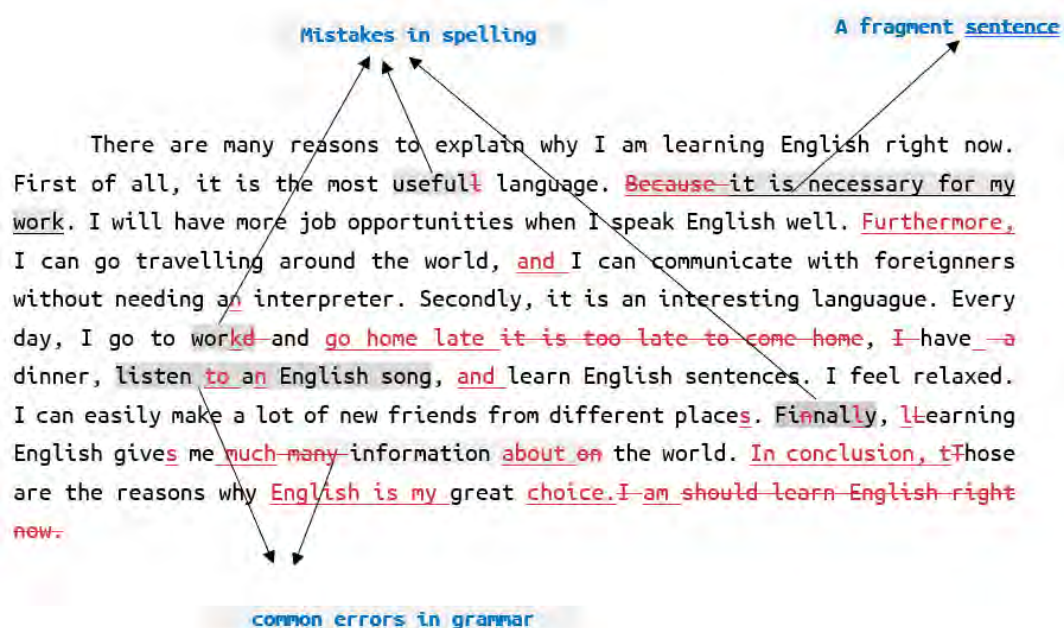 Mistakes in spelling
A fragment sentence
There are many reasons to explain why I am learning English right now.
First of all, it is the most usefull language. Because it is necessary for my
work. I will have more job opportunities when I speak English well. Furthermore,
I can go travelling around the world, and I can communicate with foreignners
without needing an interpreter. Secondly, it is an interesting languague. Every
day, I go to workd and go home late it is too late to come home, I have a
dinner, listen to an English song, and learn English sentences. I feel relaxed.
I can easily make a lot of new friends from different places. Finnally, lLearning
English gives me much many information about on the world. In conclusion, tThose
are the reasons why English is my great choice.I am should learn English right
now.
common errors in grammar